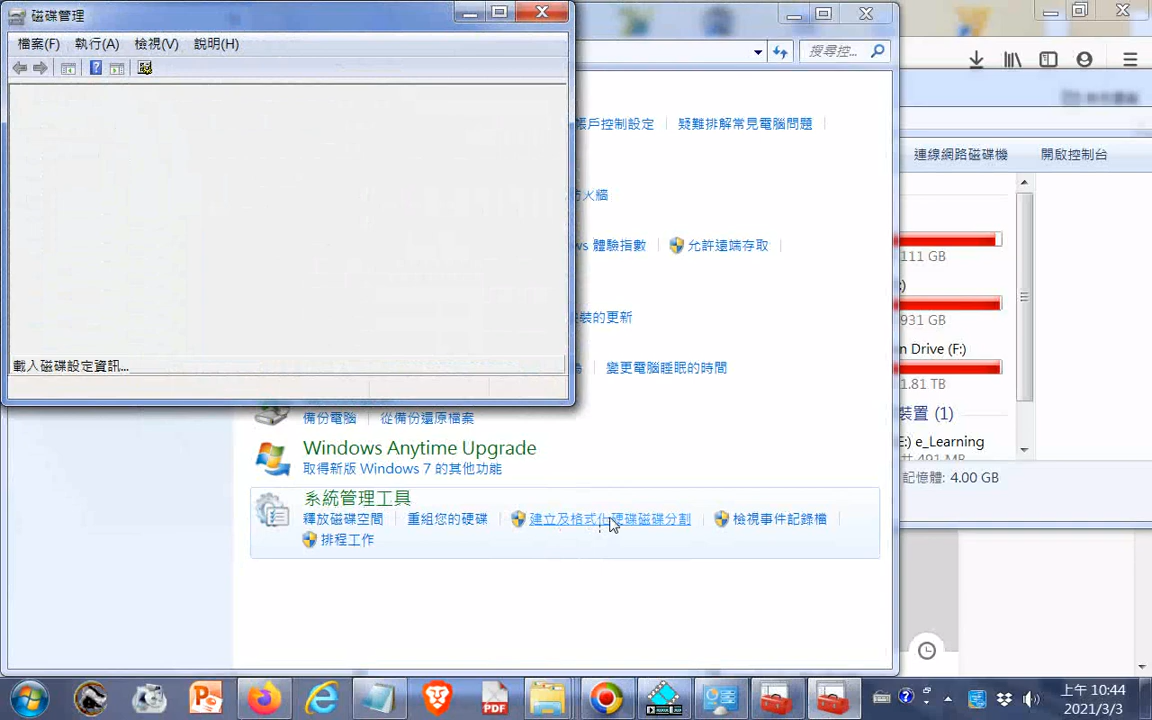 磁碟管理
檔案(F) 執行(A) 檢視(V) 說明(H)
載入磁碟設定資訊...
搜尋控...
帳戶控制設定 疑難排解常見電腦問題
防火牆
ws 體驗指數 允許遠端存取
裝的更新
變更電腦睡眠的時間
備份電腦 從備份還原檔案
Windows Anytime Upgrade
取得新版 Windows 7 的其他功能
系統管理工具
釋放磁碟空間 重組您的硬碟 建立及格式化硬碟磁碟分割 檢視事件記錄檔
排程工作
連線網路磁碟機 開啟控制台
111 GB
:)
931 GB
n Drive (F:)
1.81 TB
裝置 (1)
E:) e_Learning
491 MB
記憶體: 4.00 GB
PDF
上午 10:44
2021/3/3